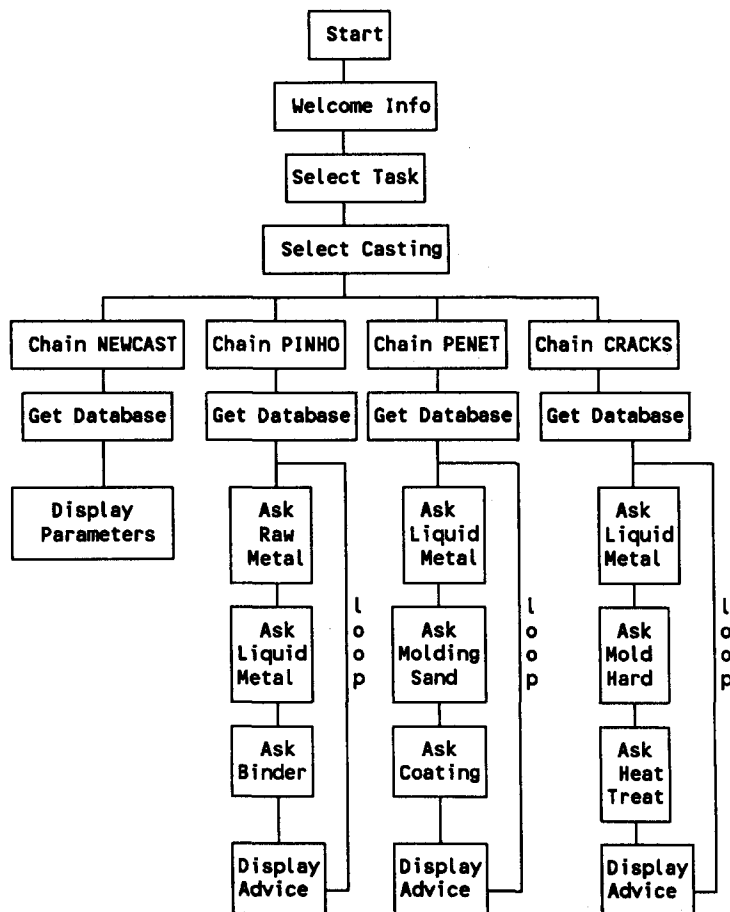 Start
Welcome Info
Select Task
Select Casting
Chain NEWCAST
Chain PINHO
Chain PENET
Chain CRACKS
Get Database
Get Database
Get Database
Get Database
Display
Parameters
Ask
Raw
Metal
Ask
Liquid
Metal
Ask
Binder
Display
Advice
loop
Ask
Liquid
Metal
Ask
Molding
Sand
Ask
Coating
Display
Advice
loop
Ask
Liquid
Metal
Ask
Mold
Hard
Ask
Heat
Treat
Display
Advice
loop